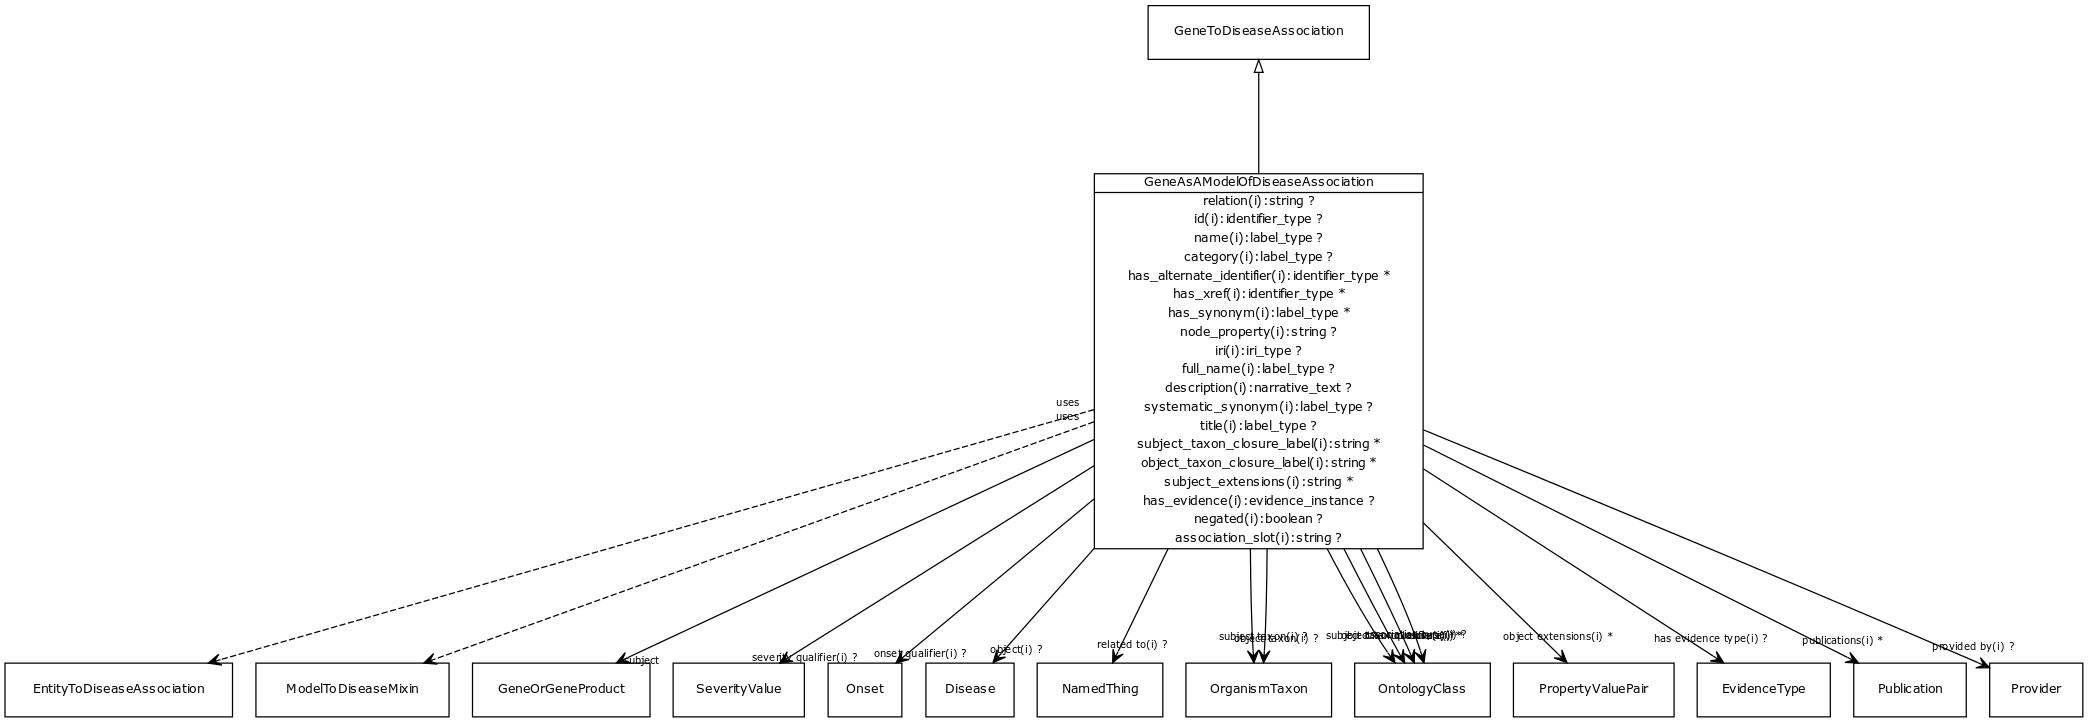 GeneToDiseaseAssociation
GeneAsAModelOfDiseaseAssociation
relation(i):string ?
id(i):identifier_type ?
name(i):label_type ?
category(i):label_type ?
has_alternate_identifier(i):identifier_type *
has_xref(i):identifier_type *
has_synonym(i):label_type *
node_property(i):string ?
iri(i):iri_type ?
full_name(i):label_type ?
description(i):narrative_text ?
systematic_synonym(i):label_type ?
title(i):label_type ?
subject_taxon_closure_label(i):string *
object_taxon_closure_label(i):string *
subject_extensions(i):string *
has_evidence(i):evidence_instance ?
negated(i):boolean ?
association_slot(i):string ?
uses
uses
subject
severity qualifier(i) ?
onset qualifier(i) ?
object(i) ?
related to(i) ?
subject taxon(i) ?
object taxon(i) ?
object extensions(i) *
has evidence type(i) ?
publications(i) *
provided by(i) ?
EntityToDiseaseAssociation
ModelToDiseaseMixin
GeneOrGeneProduct
SeverityValue
Onset
Disease
NamedThing
OrganismTaxon
OntologyClass
PropertyValuePair
EvidenceType
Publication
Provider